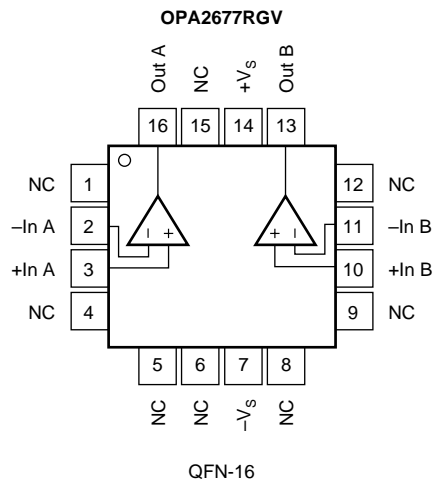 OPA2677RGV
Out A
NC
+VS
Out B
16
15
14
13
NC 1
–In A 2
+In A 3
NC 4
12 NC
11 –In B
10 +In B
9 NC
– +
+ –
5
6
7
8
NC
NC
–VS
NC
QFN-16